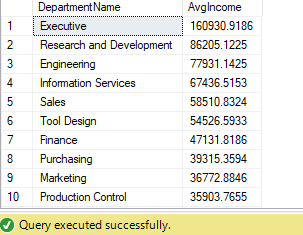 DepartmentName AvgIncome
1 Executive 160930.9186
2 Research and Development 86205.1225
3 Engineering 77931.1425
4 Information Services 67436.5153
5 Sales 58510.8324
6 Tool Design 54526.5933
7 Finance 47131.8186
8 Purchasing 39315.3594
9 Marketing 36772.8846
10 Production Control 35903.7655
Query executed successfully.